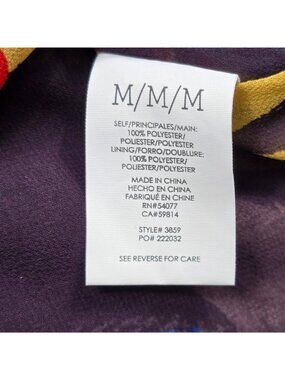 M/M/M
SELF/PRINCIPALES/MAIN:
100% POLYESTER/
POLIESTER/POLYESTER
LINING/FORRO/DOUBLURE:
100% POLYESTER/
POLIESTER/POLYESTER
MADE IN CHINA
HECHO EN CHINA
FABRIQUÉ EN CHINE
RN#54077
CA#59814
STYLE# 3859
PO# 222032
SEE REVERSE FOR CARE